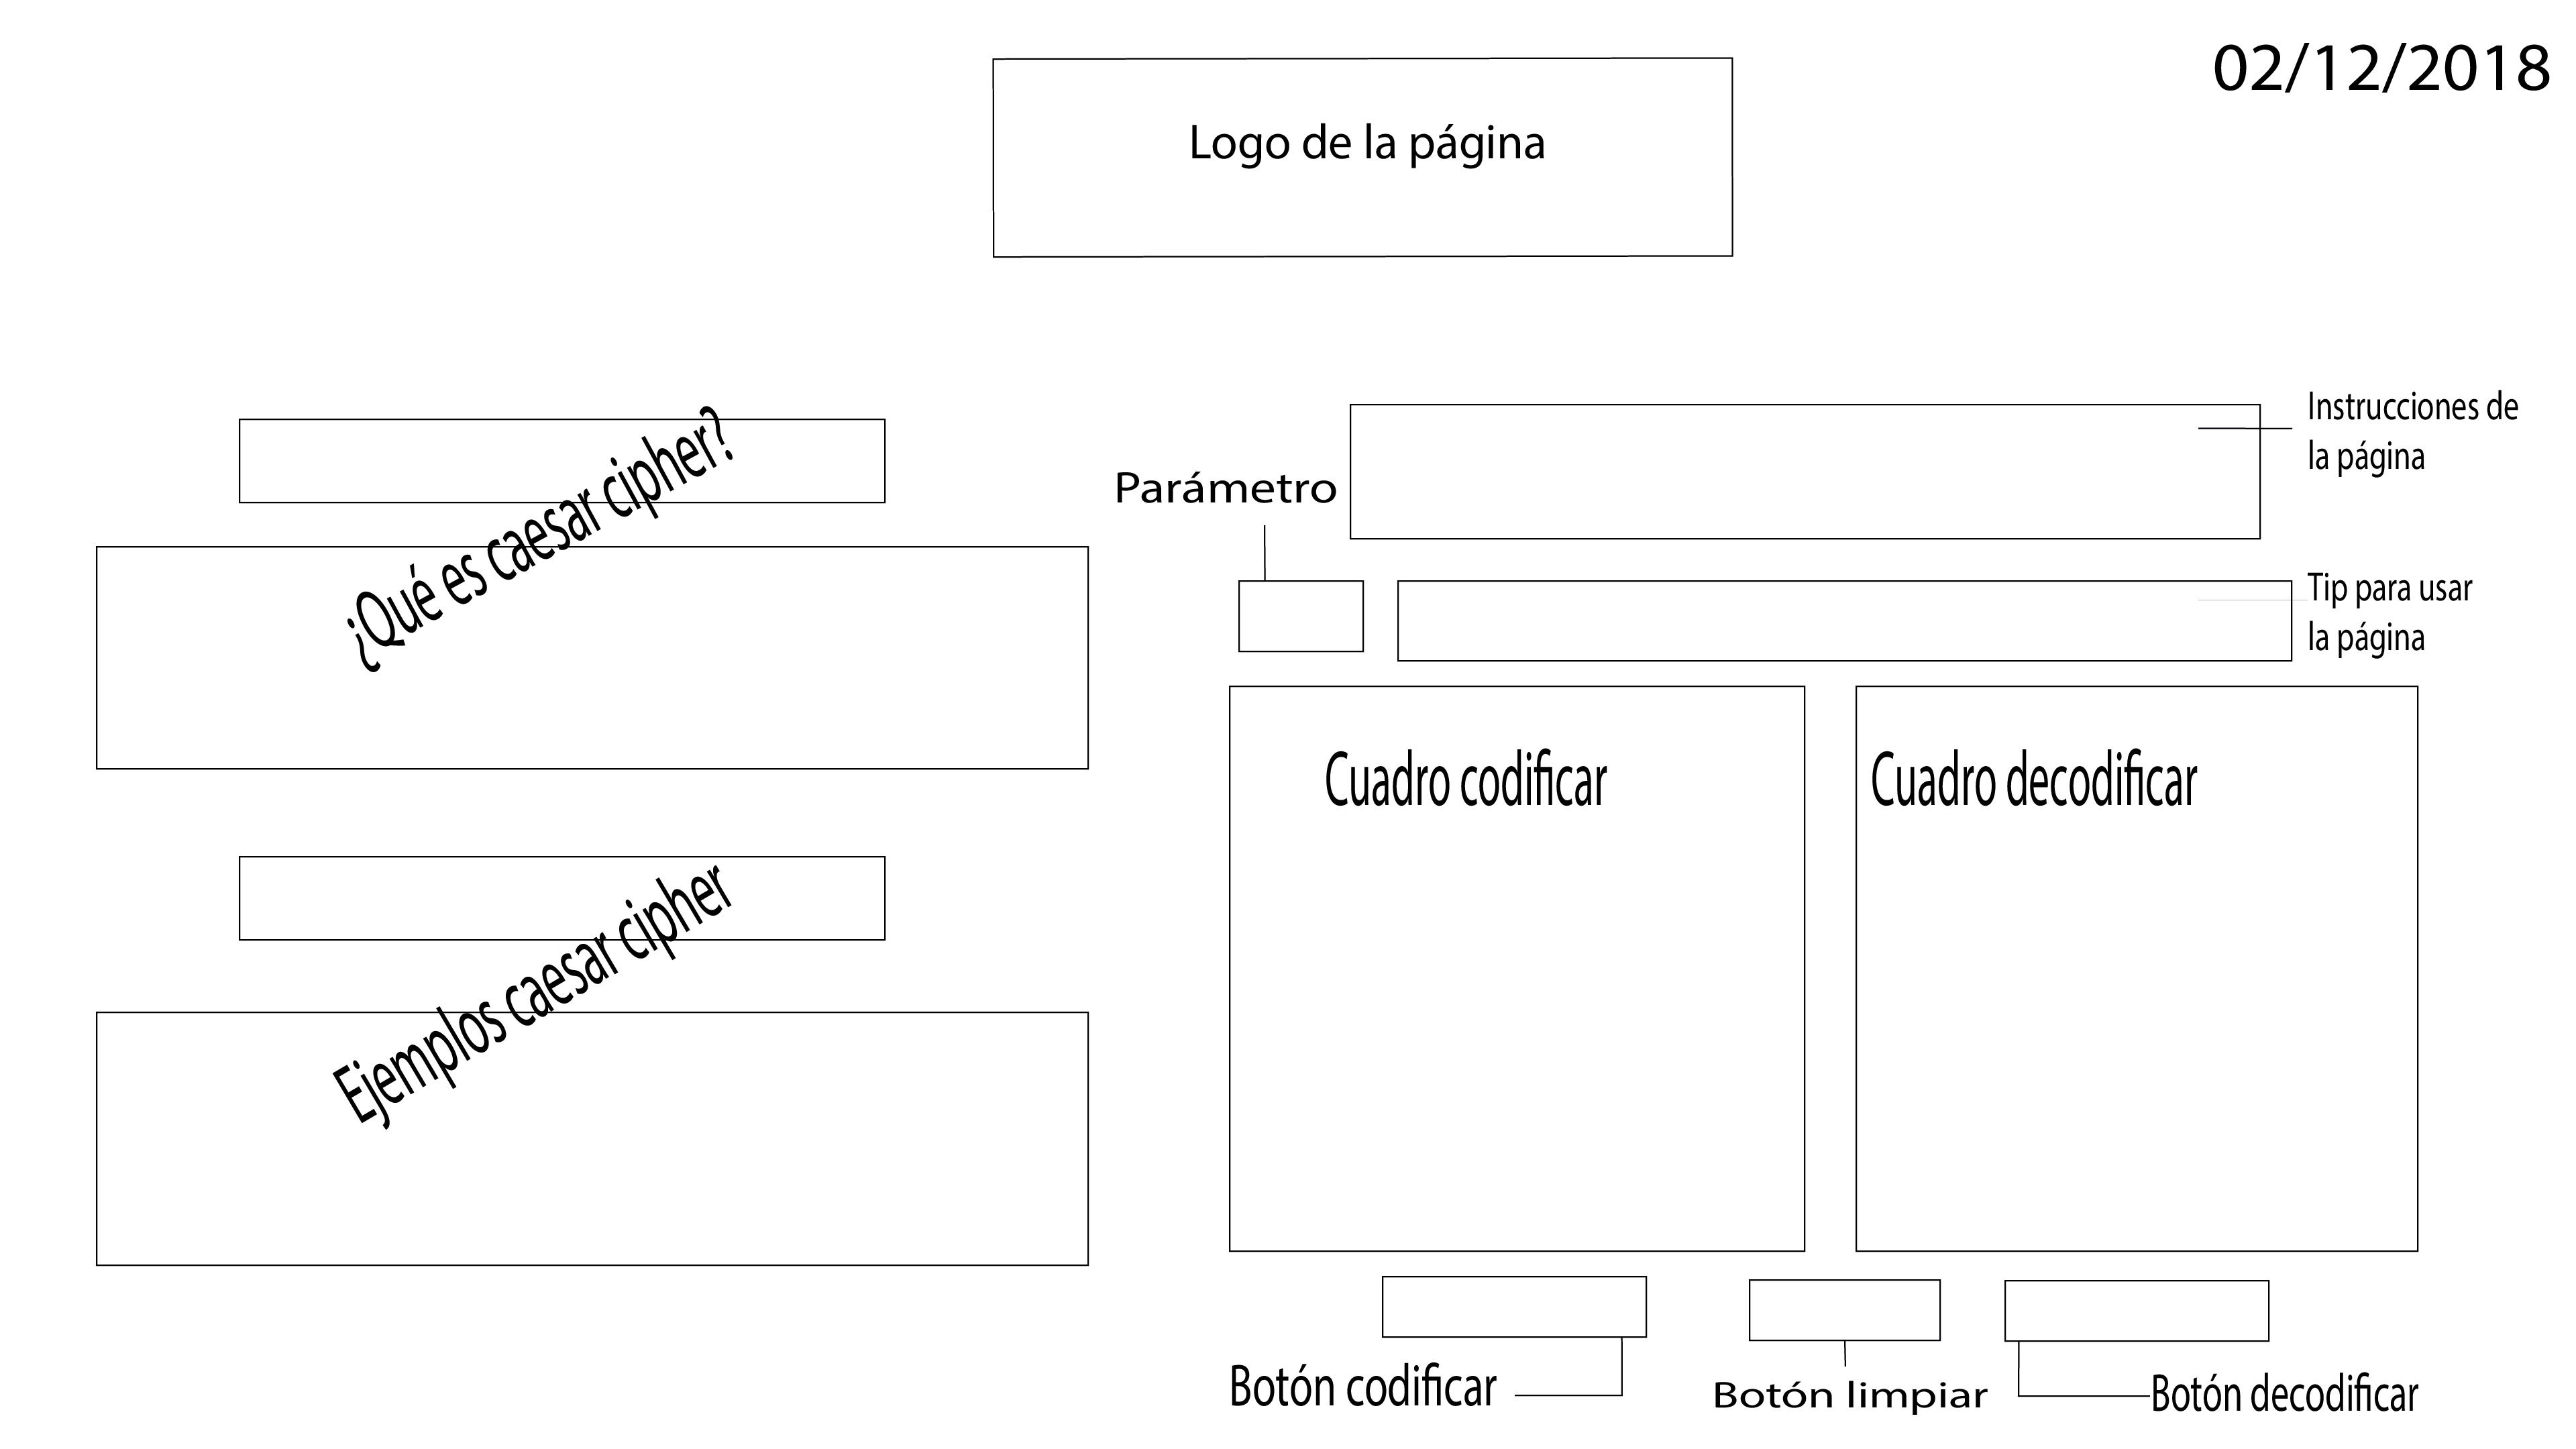 02/12/2018
Logo de la página
¿Qué es caesar cipher?
Ejemplos caesar cipher
Instrucciones de
la página
Parámetro
Tip para usar
la página
Cuadro codificar
Cuadro decodificar
Botón codificar
Botón limpiar
Botón decodificar